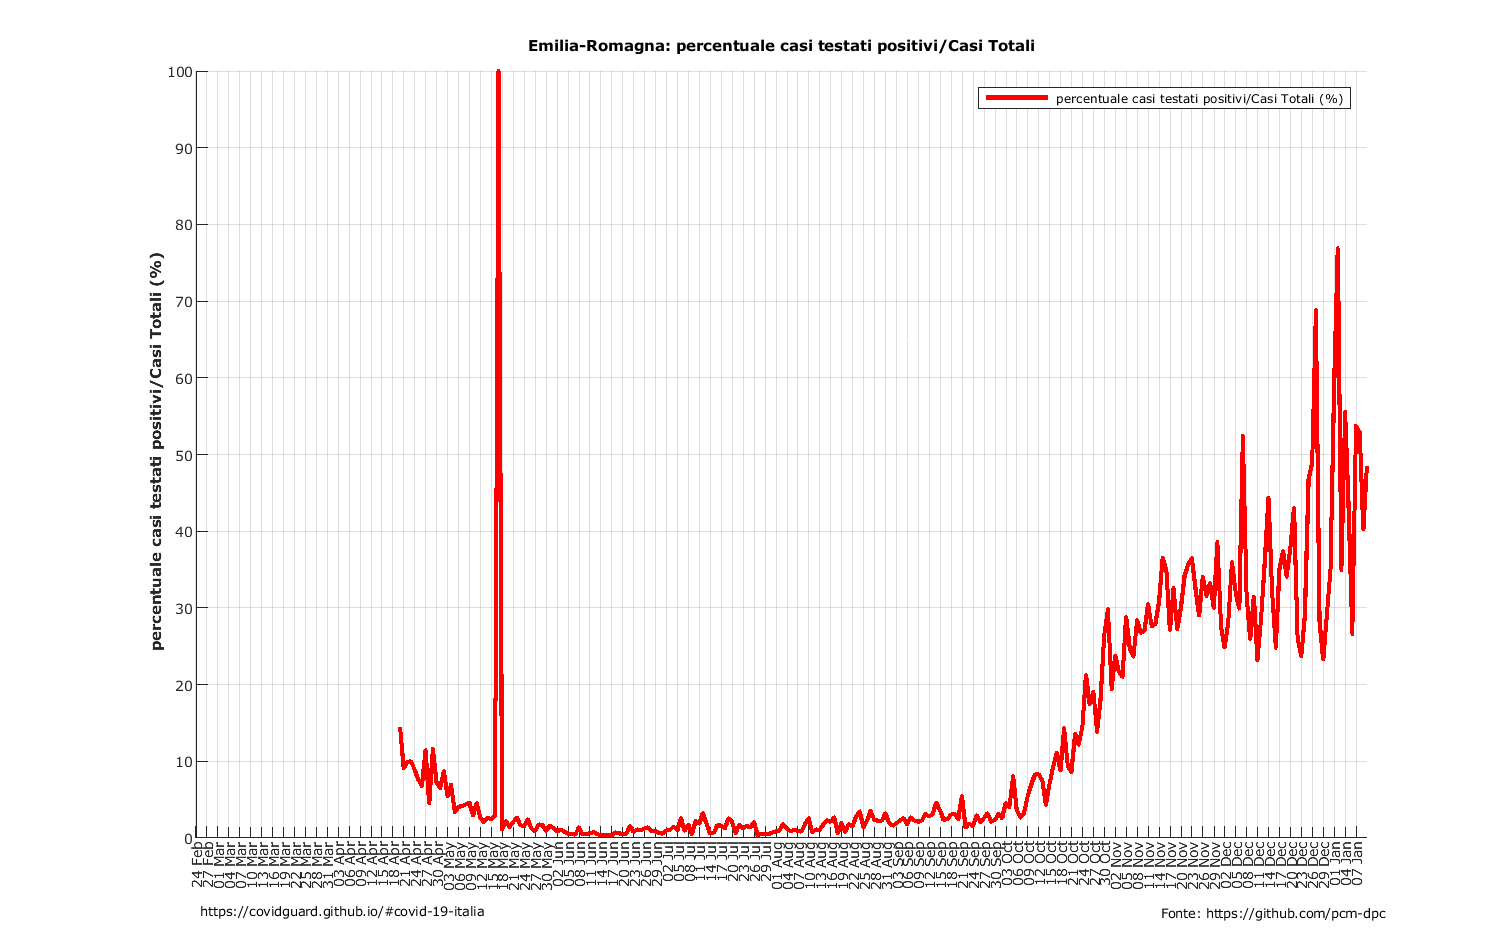 Emilia-Romagna: percentuale casi testati positivi/Casi Totali
percentuale casi testati positivi/Casi Totali (%)
percentuale casi testati positivi/Casi Totali (%)
100
90
80
70
60
50
40
30
20
10
0
24 Feb
27 Feb
01 Mar
04 Mar
07 Mar
10 Mar
13 Mar
16 Mar
19 Mar
22 Mar
25 Mar
28 Mar
31 Mar
03 Apr
06 Apr
09 Apr
12 Apr
15 Apr
18 Apr
21 Apr
24 Apr
27 Apr
30 Apr
03 May
06 May
09 May
12 May
15 May
18 May
21 May
24 May
27 May
30 May
02 Jun
05 Jun
08 Jun
11 Jun
14 Jun
17 Jun
20 Jun
23 Jun
26 Jun
29 Jun
02 Jul
05 Jul
08 Jul
11 Jul
14 Jul
17 Jul
20 Jul
23 Jul
26 Jul
29 Jul
01 Aug
04 Aug
07 Aug
10 Aug
13 Aug
16 Aug
19 Aug
22 Aug
25 Aug
28 Aug
31 Aug
03 Sep
06 Sep
09 Sep
12 Sep
15 Sep
18 Sep
21 Sep
24 Sep
27 Sep
30 Sep
03 Oct
06 Oct
09 Oct
12 Oct
15 Oct
18 Oct
21 Oct
24 Oct
27 Oct
30 Oct
02 Nov
05 Nov
08 Nov
11 Nov
14 Nov
17 Nov
20 Nov
23 Nov
26 Nov
29 Nov
02 Dec
05 Dec
08 Dec
11 Dec
14 Dec
17 Dec
20 Dec
23 Dec
26 Dec
29 Dec
01 Jan
04 Jan
07 Jan
https://covidguard.github.io/#covid-19-italia
Fonte: https://github.com/pcm-dpc